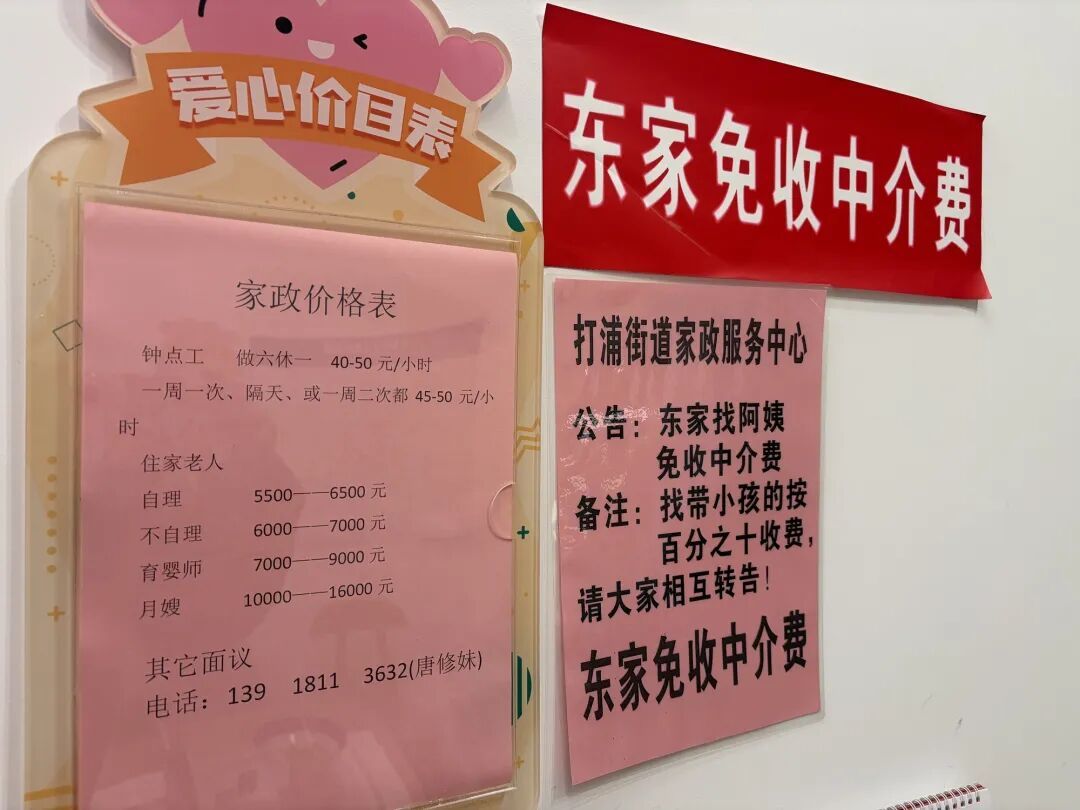 爱心价目表
家政价格表
钟点工 做六休一 40-50 元/小时
一周一次、隔天、或一周二次都 45-50 元/小
时
住家老人
自理 5500——6500 元
不自理 6000——7000 元
育婴师 7000——9000 元
月嫂 10000——16000 元
其它面议
电话：139 1811 3632(唐修妹)
东家免收中介费
打浦街道家政服务中心
公告：东家找阿姨
免收中介费
备注：找带小孩的按
百分之十收费，
请大家相互转告！
东家免收中介费